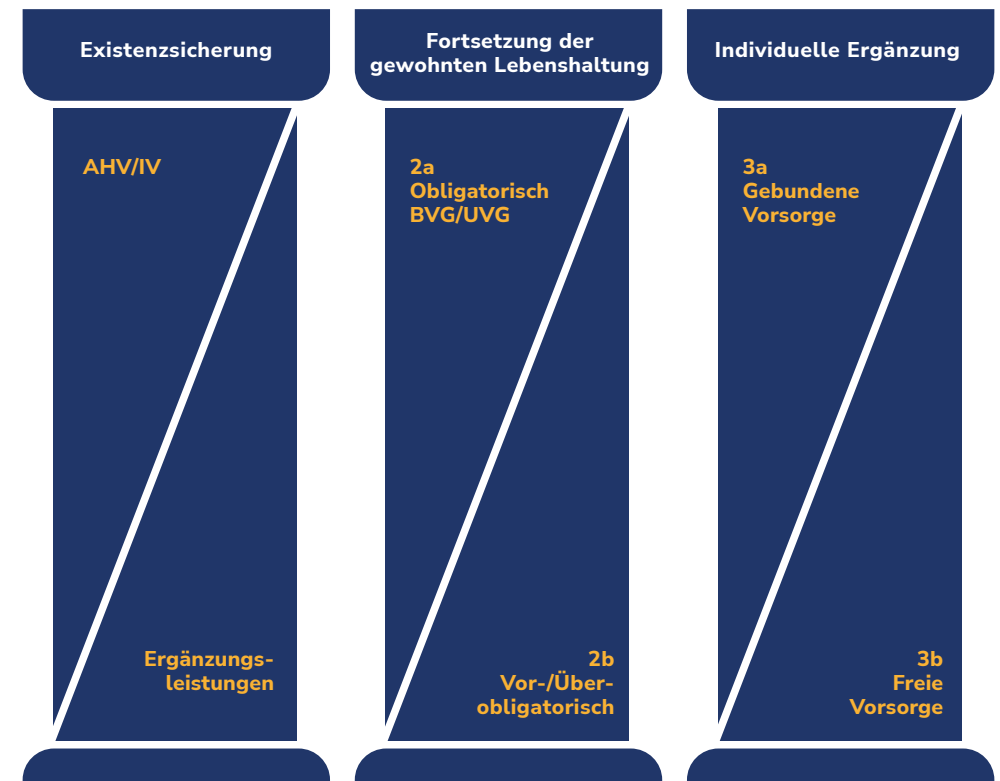 Existenzsicherung
Fortsetzung der
gewohnten Lebenshaltung
Individuelle Ergänzung
AHV/IV
2a
Obligatorisch
BVG/UVG
3a
Gebundene
Vorsorge
Ergänzungs-
leistungen
2b
Vor-/Über-
obligatorisch
3b
Freie
Vorsorge